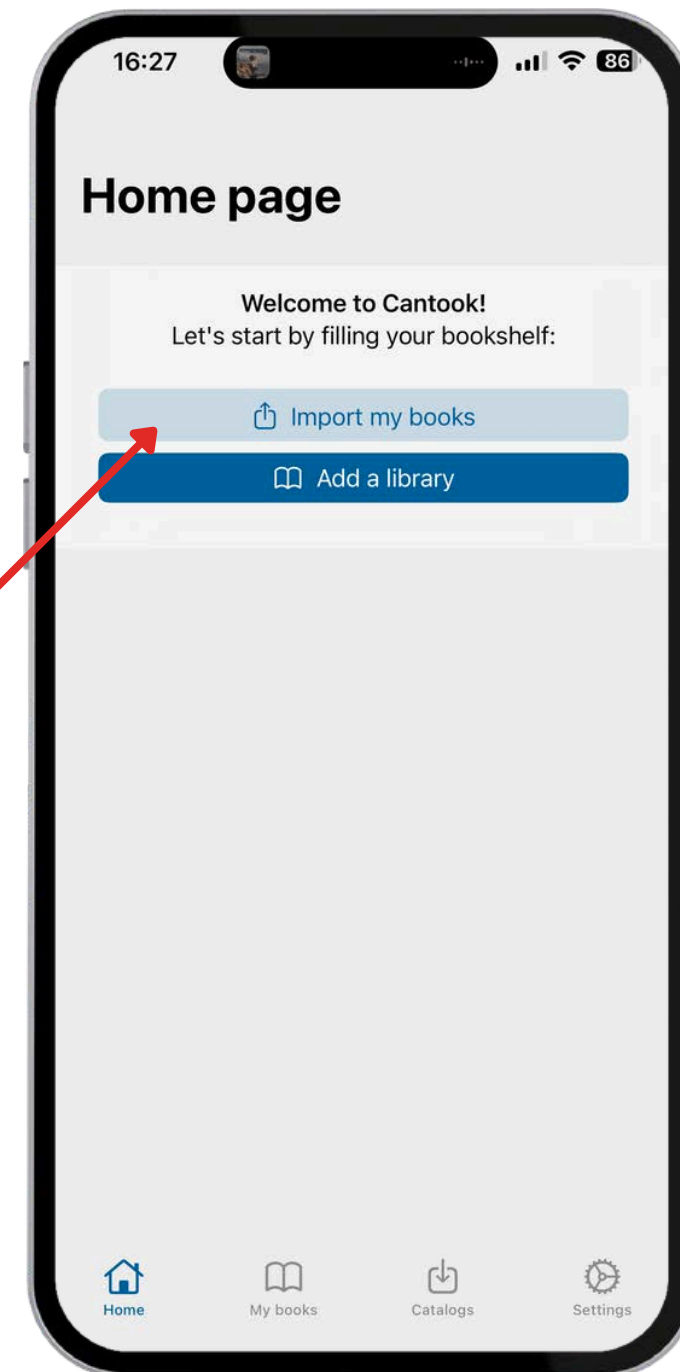 16:27
86
Home page
Welcome to Cantook!
Let's start by filling your bookshelf:
Import my books
Add a library
Home My books Catalogs Settings